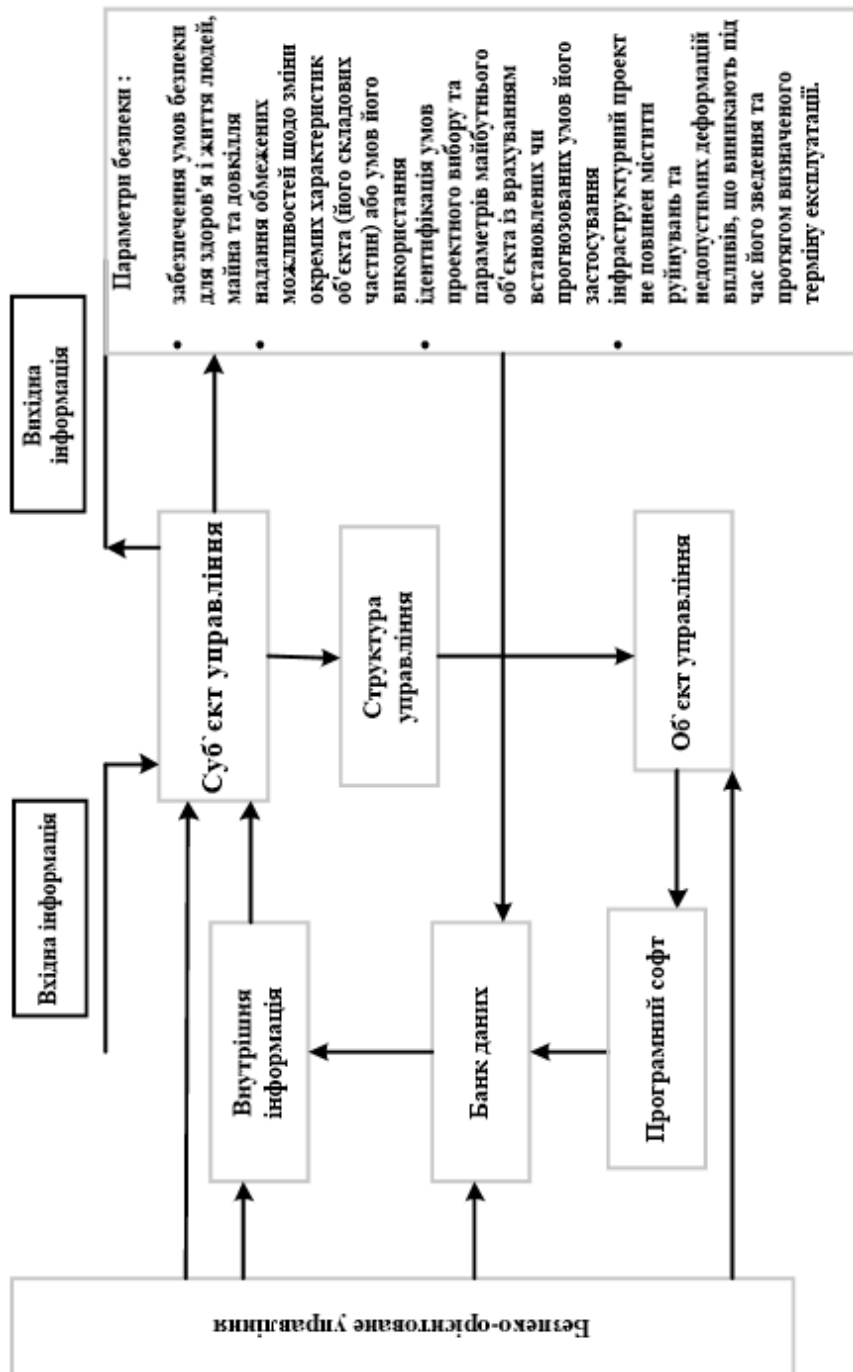 Безпеко-орієнтоване управління
Вхідна інформація
Вихідна
інформація
Внутрішня
інформація
Суб`єкт управління
Структура
управління
Банк даних
Програмний софт
Об`єкт управління
Параметри безпеки :
• забезпечення умов безпеки
для здоров'я і життя людей,
майна та довкілля
• надання обмежених
можливостей щодо зміни
окремих характеристик
об'єкта (його складових
частин) або умов його
використання
• ідентифікація умов
проектного вибору та
параметрів майбутнього
об'єкта із врахуванням
встановлених чи
прогнозованих умов його
застосування
• інфраструктурний проект
не повинен містити
руйнувань та
недопустимих деформацій
впливів, що виникають під
час його зведення та
протягом визначеного
терміну експлуатації.